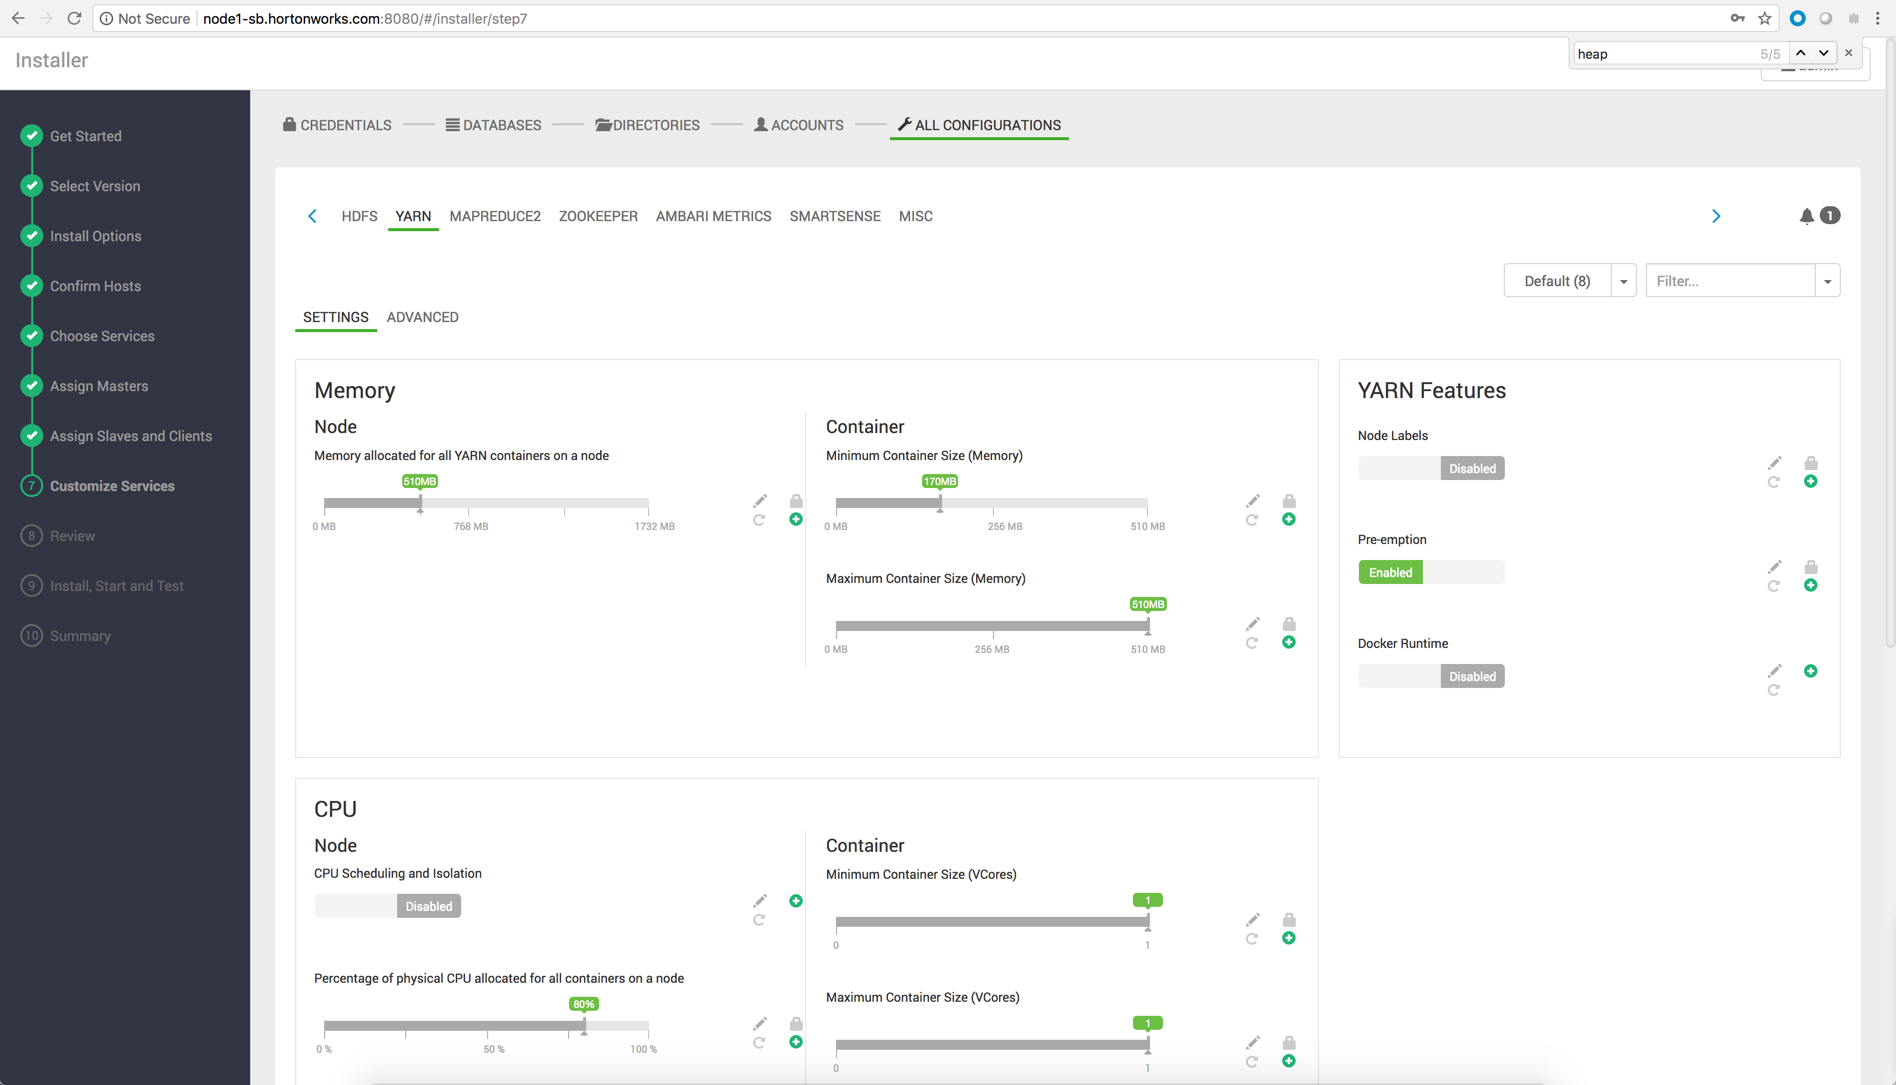 Not Secure node1-sb.hortonworks.com:8080/#/installer/step7
Installer
heap 5/5
Get Started
Select Version
Install Options
Confirm Hosts
Choose Services
Assign Masters
Assign Slaves and Clients
7 Customize Services
8 Review
9 Install, Start and Test
10 Summary
CREDENTIALS DATABASES DIRECTORIES ACCOUNTS ALL CONFIGURATIONS
HDFS YARN MAPREDUCE2 ZOOKEEPER AMBARI METRICS SMARTSENSE MISC 1
Default (8) Filter...
SETTINGS ADVANCED
Memory
Node
Memory allocated for all YARN containers on a node
510MB
0 MB 768 MB 1732 MB
Container
Minimum Container Size (Memory)
170MB
0 MB 256 MB 510 MB
Maximum Container Size (Memory)
510MB
0 MB 256 MB 510 MB
YARN Features
Node Labels
Disabled
Pre-emption
Enabled
Docker Runtime
Disabled
CPU
Node
CPU Scheduling and Isolation
Disabled
Percentage of physical CPU allocated for all containers on a node
80%
0 % 50 % 100 %
Container
Minimum Container Size (VCores)
1
0 1
Maximum Container Size (VCores)
1
0 1